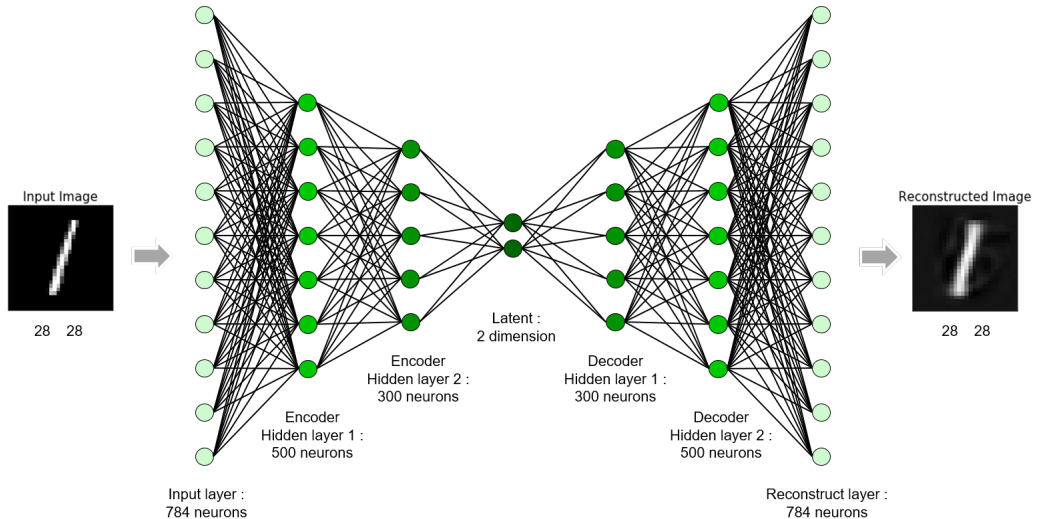 Input Image
28 28
Input layer :
784 neurons
Encoder
Hidden layer 1 :
500 neurons
Encoder
Hidden layer 2 :
300 neurons
Latent :
2 dimension
Decoder
Hidden layer 1 :
300 neurons
Decoder
Hidden layer 2 :
500 neurons
Reconstruct layer :
784 neurons
Reconstructed Image
28 28